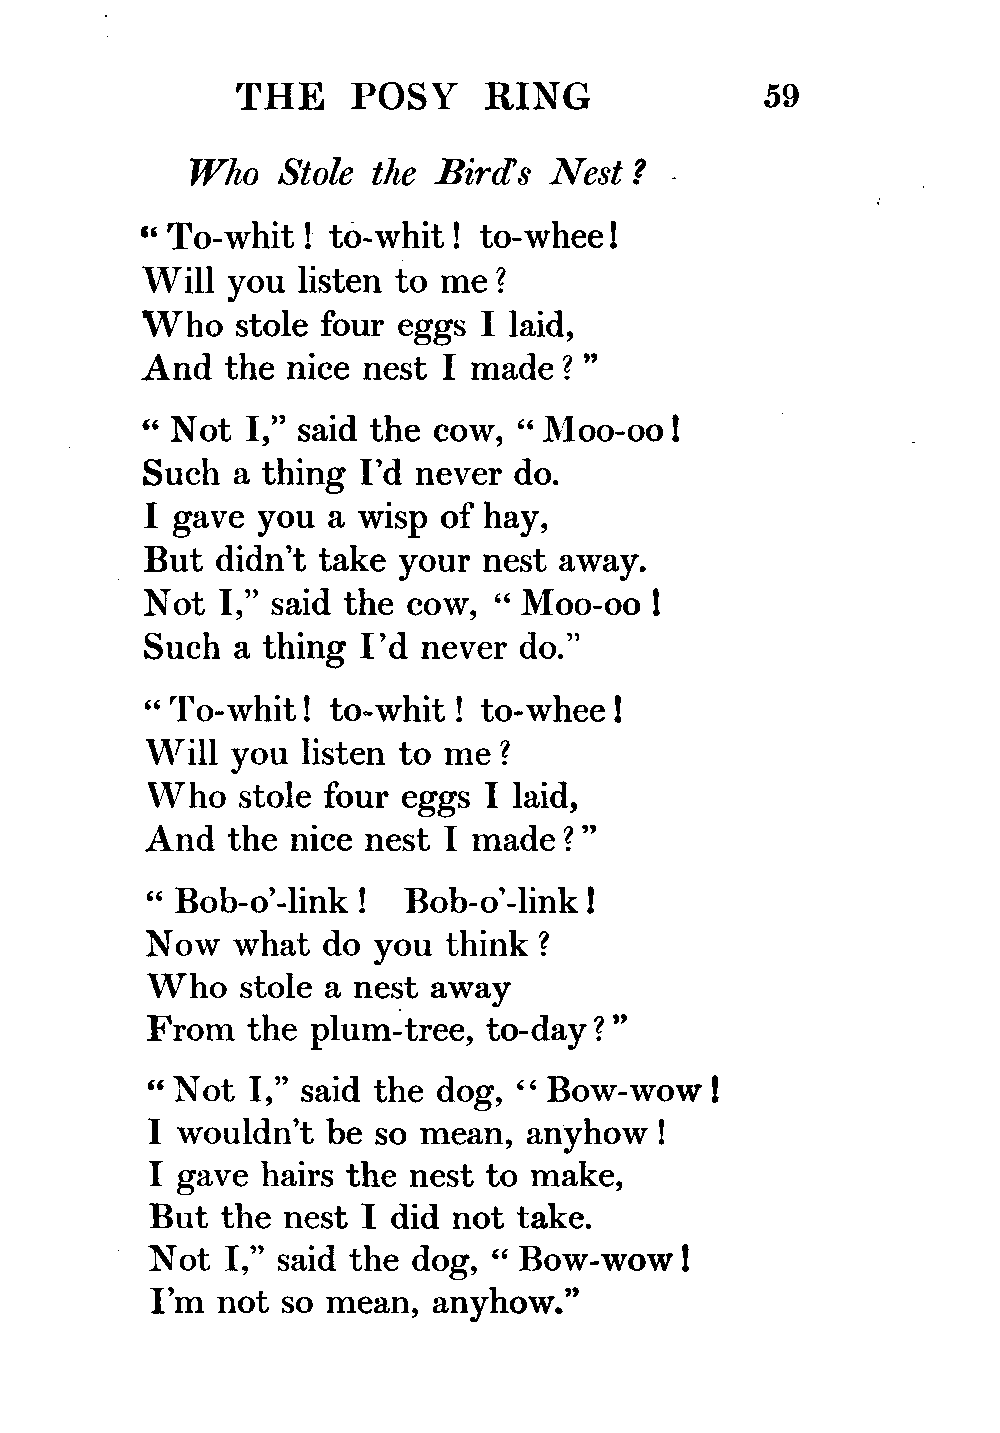 THE POSY RING 59
Who Stole the Bird's Nest?
"To-whit! to-whit! to-whee!
Will you listen to me?
Who stole four eggs I laid,
And the nice nest I made?"
"Not I," said the cow, "Moo-oo!
Such a thing I'd never do.
I gave you a wisp of hay,
But didn't take your nest away.
Not I," said the cow, "Moo-oo!
Such a thing I'd never do."
"To-whit! to-whit! to-whee!
Will you listen to me?
Who stole four eggs I laid,
And the nice nest I made?"
"Bob-o'-link! Bob-o'-link!
Now what do you think?
Who stole a nest away
From the plum-tree, to-day?"
"Not I," said the dog, "Bow-wow!
I wouldn't be so mean, anyhow!
I gave hairs the nest to make,
But the nest I did not take.
Not I," said the dog, "Bow-wow!
I'm not so mean, anyhow."